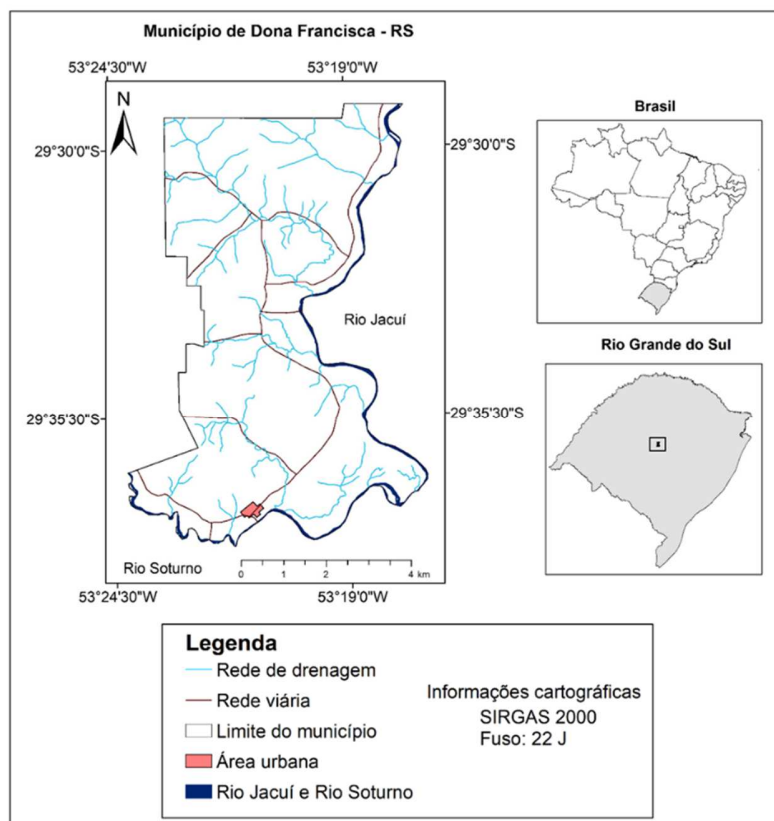 Município de Dona Francisca - RS
53°24'30"W 53°19'0"W
N
29°30'0"S 29°30'0"S
Rio Jacuí
29°35'30"S 29°35'30"S
Rio Soturno
0 1 2 4 km
53°24'30"W 53°19'0"W
Brasil
Rio Grande do Sul
Legenda
Rede de drenagem
Rede viária
Limite do município
Área urbana
Rio Jacuí e Rio Soturno
Informações cartográficas
SIRGAS 2000
Fuso: 22 J